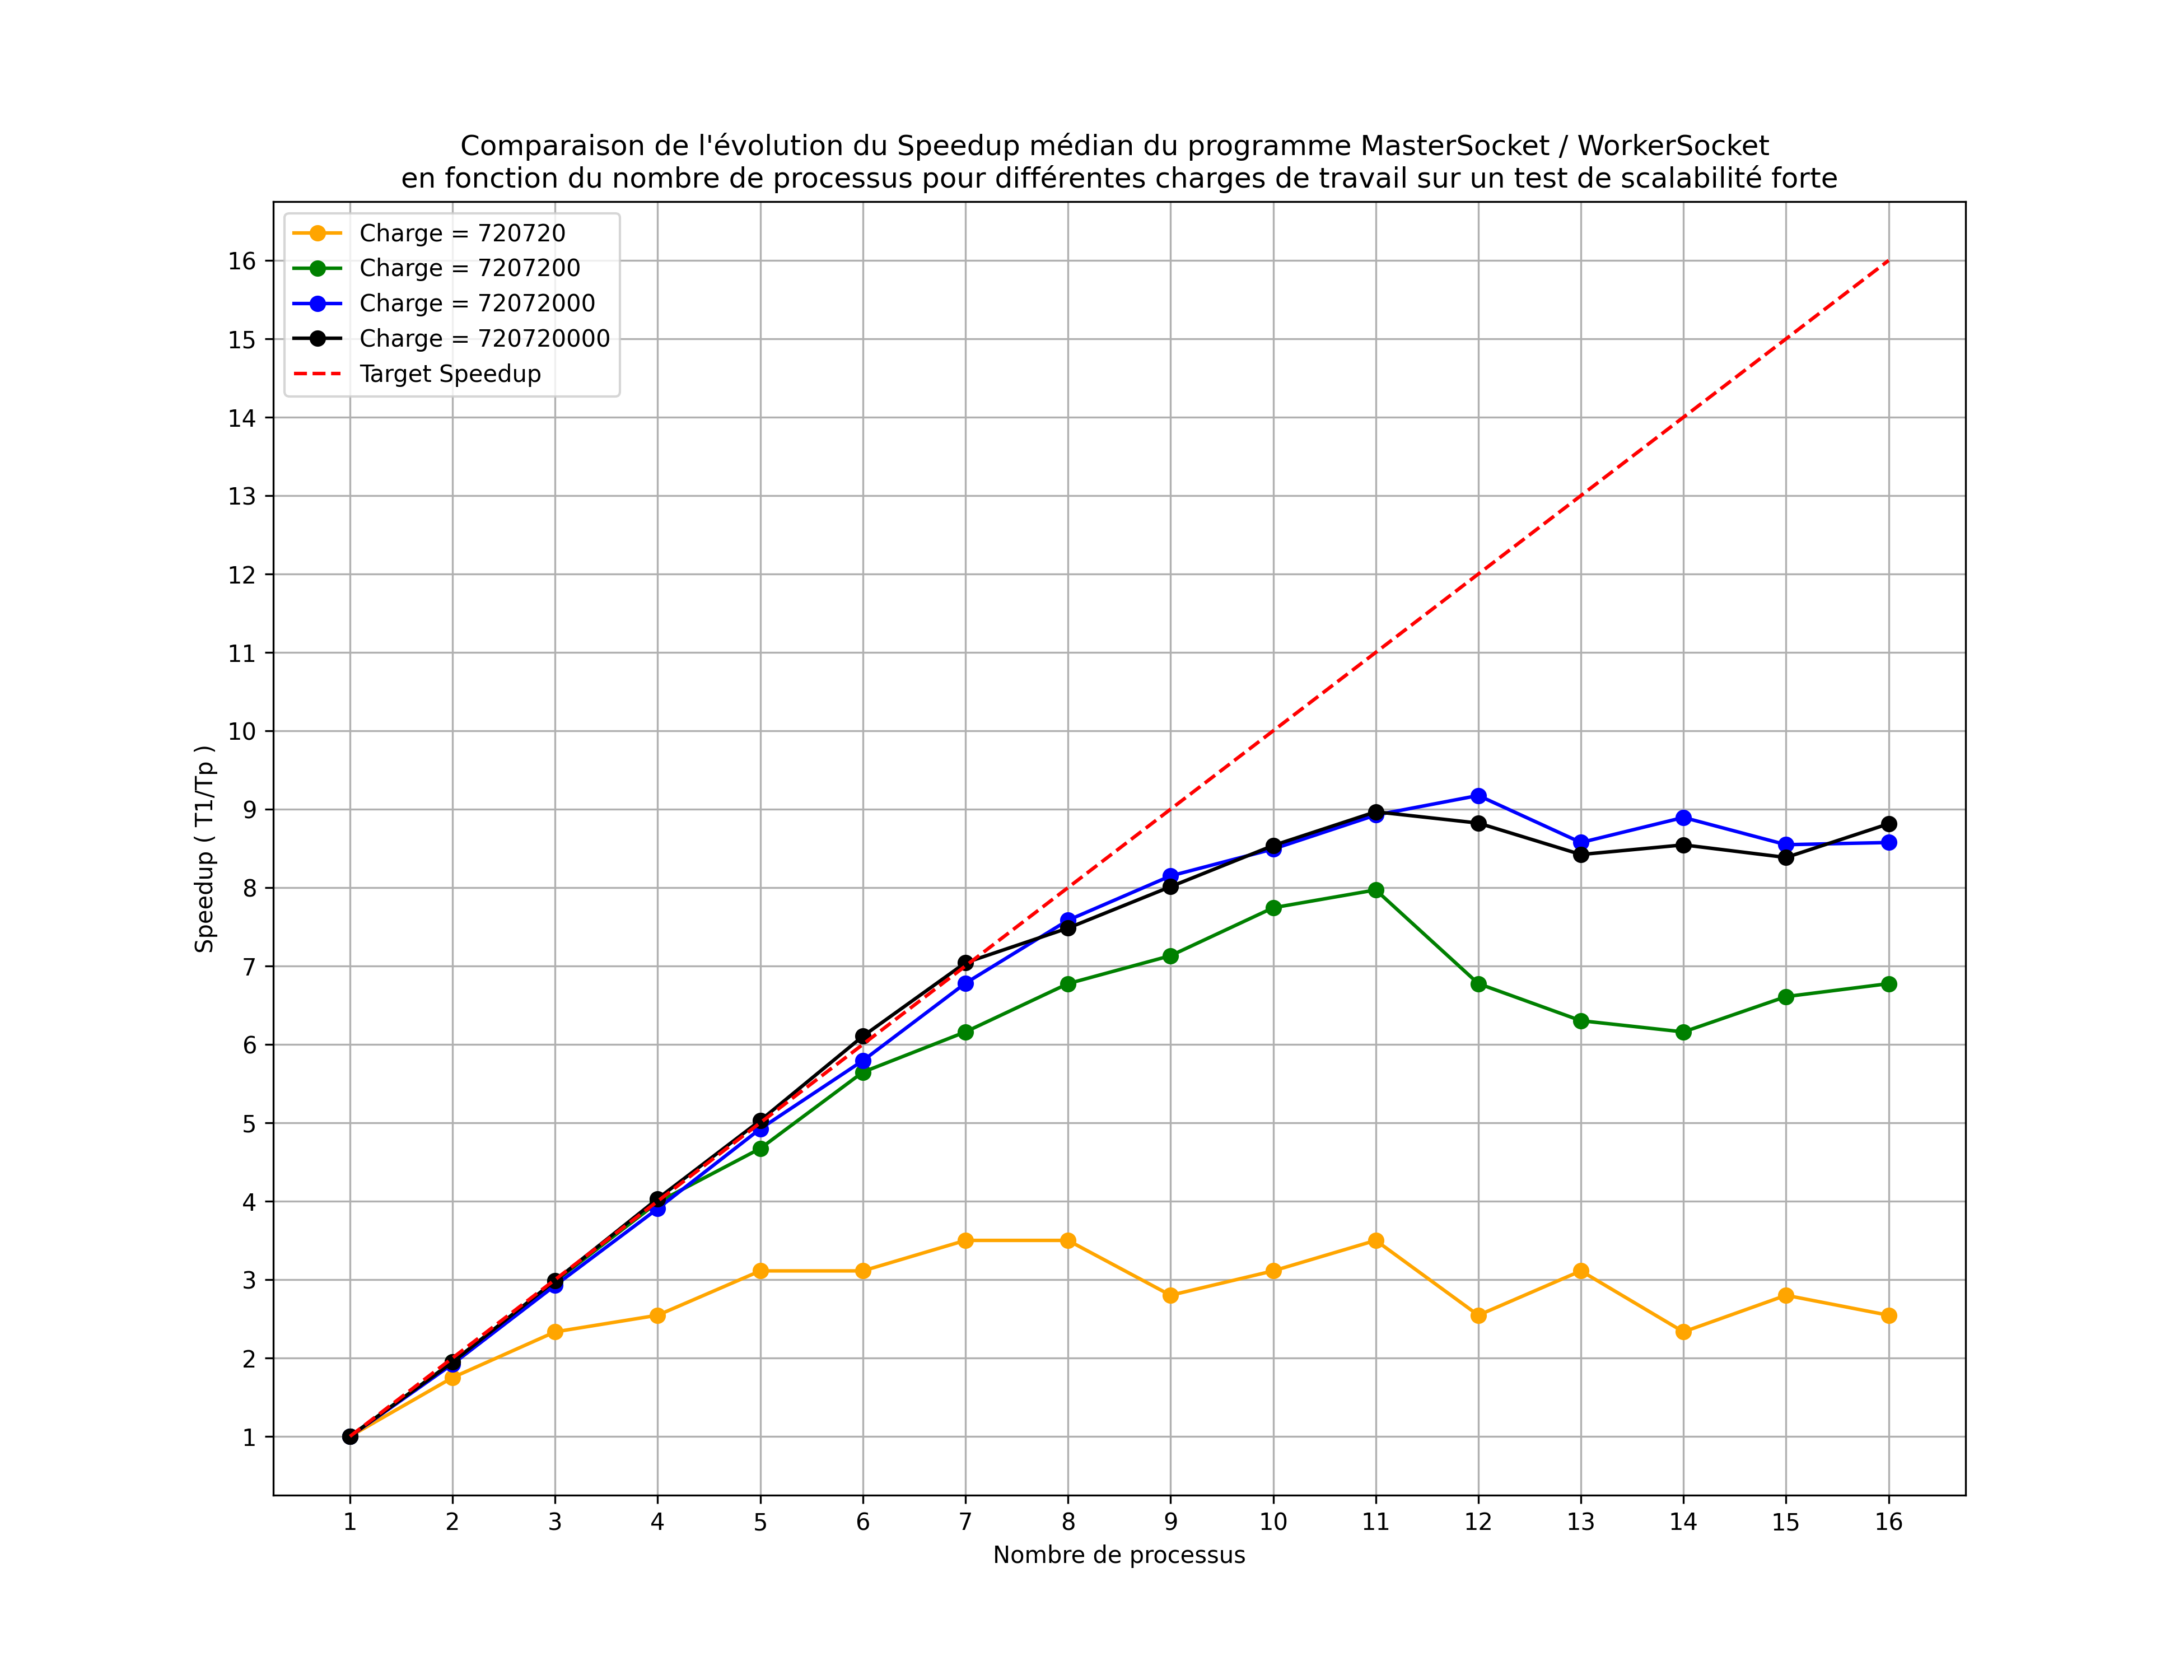 Comparaison de l'évolution du Speedup médian du programme MasterSocket / WorkerSocket
en fonction du nombre de processus pour différentes charges de travail sur un test de scalabilité forte
Charge = 720720
Charge = 7207200
Charge = 72072000
Charge = 720720000
Target Speedup
16
15
14
13
12
11
10
9
8
7
6
5
4
3
2
1
Speedup ( T1/Tp )
1 2 3 4 5 6 7 8 9 10 11 12 13 14 15 16
Nombre de processus